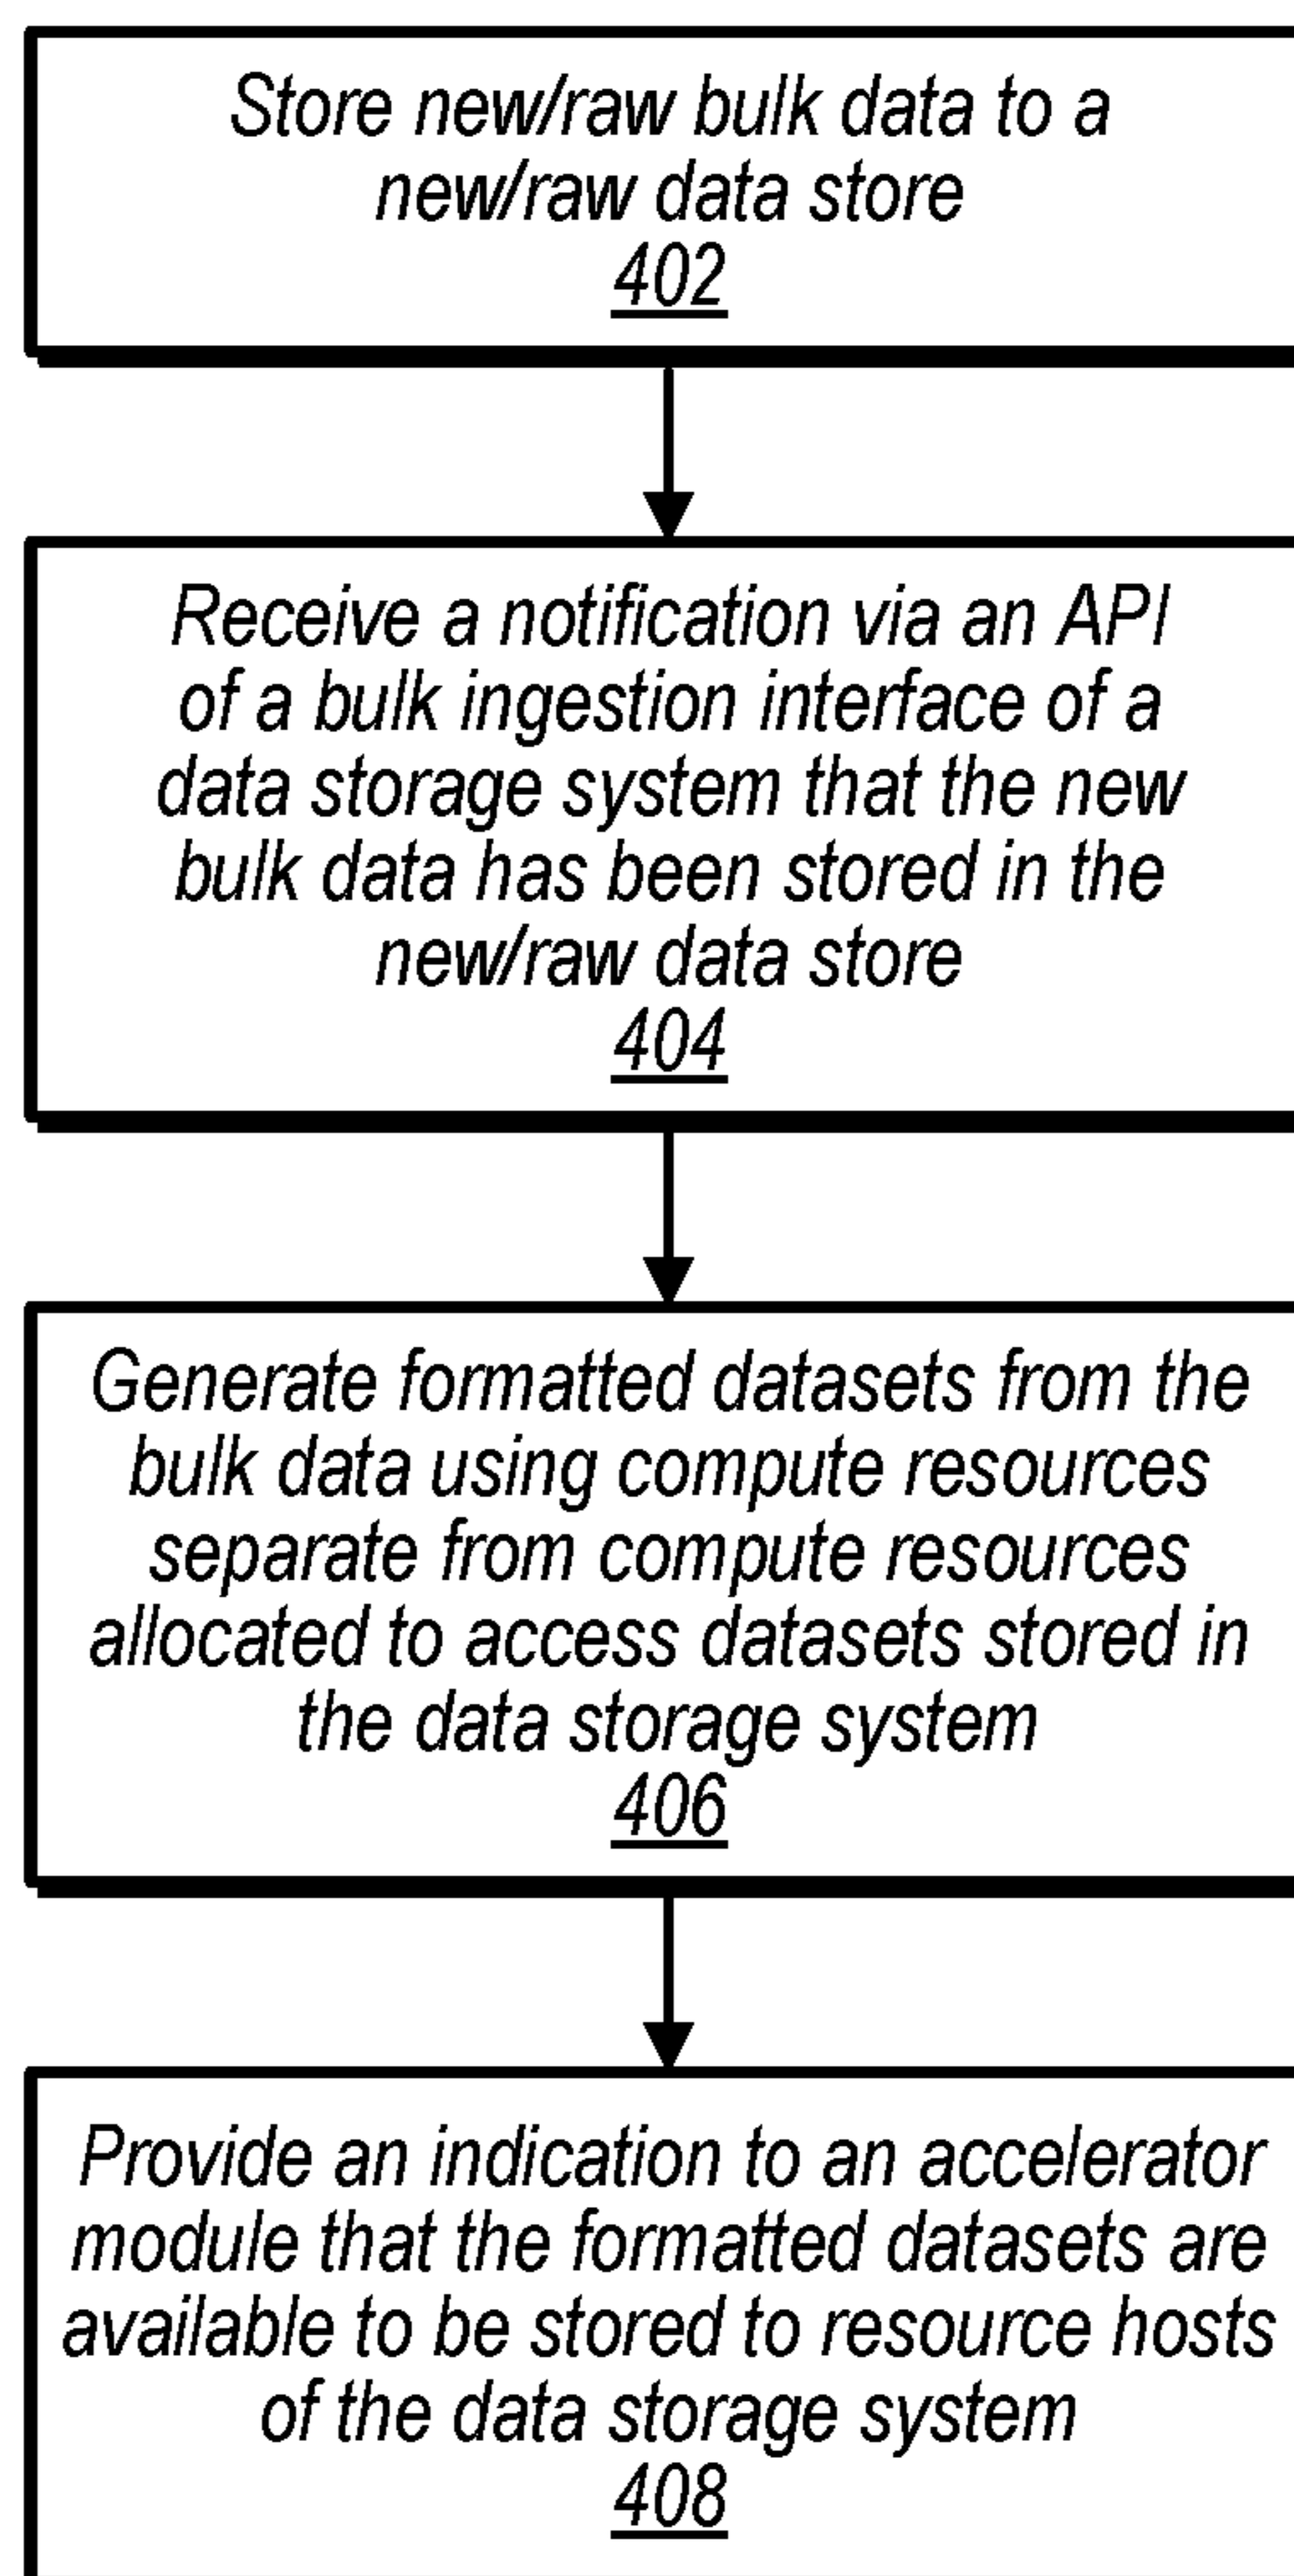 Store new/raw bulk data to a
new/raw data store
402
Receive a notification via an API
of a bulk ingestion interface of a
data storage system that the new
bulk data has been stored in the
new/raw data store
404
Generate formatted datasets from the
bulk data using compute resources
separate from compute resources
allocated to access datasets stored in
the data storage system
406
Provide an indication to an accelerator
module that the formatted datasets are
available to be stored to resource hosts
of the data storage system
408